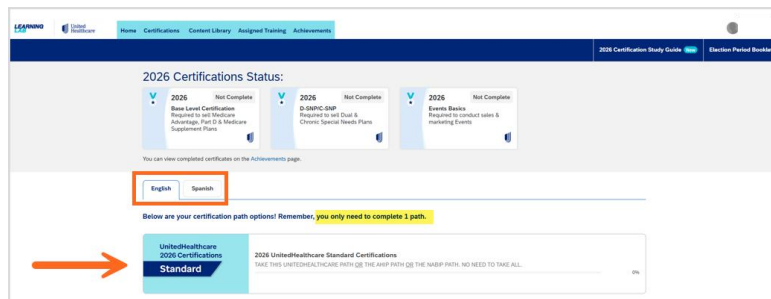 LEARNING
LAB
United
Healthcare
Home Certifications Content Library Assigned Training Achievements
2026 Certification Study Guide New Election Period Bookle
2026 Certifications Status:
2026 Not Complete
Base Level Certification
Required to sell Medicare
Advantage, Part D & Medicare
Supplement Plans
2026 Not Complete
D-SNP/C-SNP
Required to sell Dual &
Chronic Special Needs Plans
2026 Not Complete
Events Basics
Required to conduct sales &
marketing Events
You can view completed certificates on the Achievements page.
English Spanish
Below are your certification path options! Remember, you only need to complete 1 path.
UnitedHealthcare
2026 Certifications
Standard
2026 UnitedHealthcare Standard Certifications
TAKE THIS UNITEDHEALTHCARE PATH OR THE AHIP PATH OR THE NABIP PATH. NO NEED TO TAKE ALL.
0%